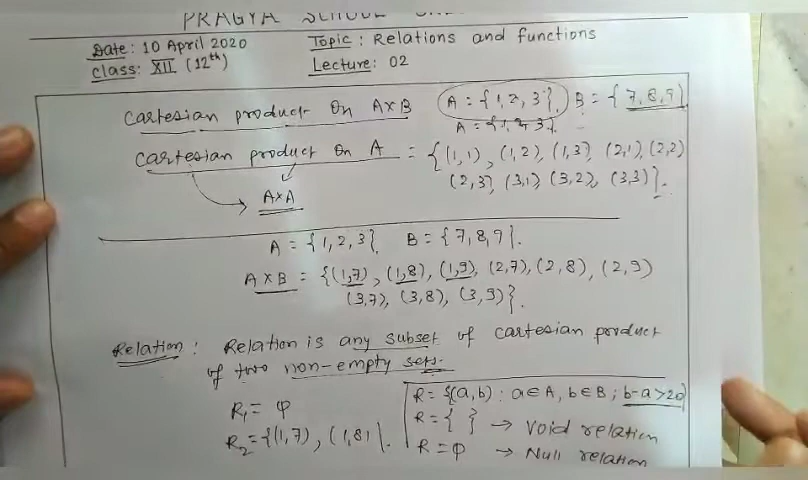 PRAGYA SCHOOL
Date: 10 April 2020
Topic: Relations and functions
Class: XII (12th)
Lecture: 02
Cartesian product on A×B A = {1,2,3} B = {7,8,9}
A = {1,2,3}.
Cartesian product on A = {(1,1), (1,2), (1,3), (2,1), (2,2)
(2,3), (3,1), (3,2), (3,3)}.
A×A
A = {1,2,3}, B = {7,8,9}.
A×B = {(1,7), (1,8), (1,9), (2,7), (2,8), (2,9)
(3,7), (3,8), (3,9)}.
Relation: Relation is any subset of cartesian product
of two non-empty sets.
R1 = φ
R2 = {(1,7), (1,8)}.
R = {(a,b) : a∈A, b∈B ; b-a>20}
R = { } → Void relation
R = φ → Null relation